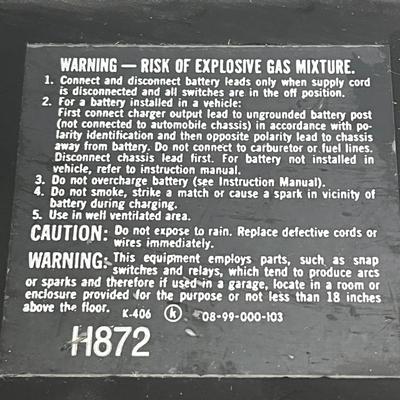 WARNING — RISK OF EXPLOSIVE GAS MIXTURE.
1. Connect and disconnect battery leads only when supply cord
is disconnected and all switches are in the off position.
2. For a battery installed in a vehicle:
First connect charger output lead to ungrounded battery post
(not connected to automobile chassis) in accordance with po-
larity identification and then opposite polarity lead to chassis
away from battery. Do not connect to carburetor or fuel lines.
Disconnect chassis lead first. For battery not installed in
vehicle, refer to instruction manual.
3. Do not overcharge battery (see Instruction Manual).
4. Do not smoke, strike a match or cause a spark in vicinity of
battery during charging.
5. Use in well ventilated area.
CAUTION: Do not expose to rain. Replace defective cords or
wires immediately.
WARNING: This equipment employs parts, such as snap
switches and relays, which tend to produce arcs
or sparks and therefore if used in a garage, locate in a room or
enclosure provided for the purpose or not less than 18 inches
above the floor. K-406 k 08-99-000-103
H872